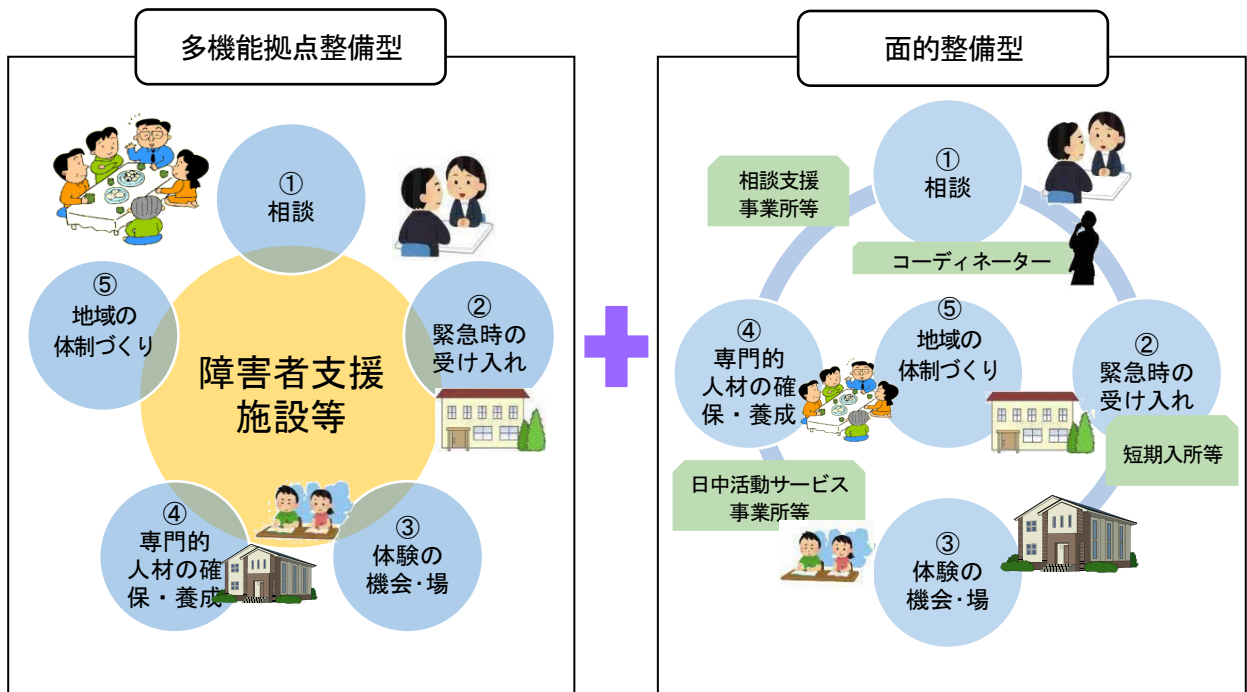 多機能拠点整備型
①
相談
⑤
地域の
体制づくり
②
緊急時の
受け入れ
障害者支援
施設等
④
専門的
人材の確
保・養成
③
体験の
機会・場
面的整備型
①
相談
相談支援
事業所等
コーディネーター
④
専門的
人材の確
保・養成
⑤
地域の
体制づくり
②
緊急時の
受け入れ
短期入所等
日中活動サービス
事業所等
③
体験の
機会・場